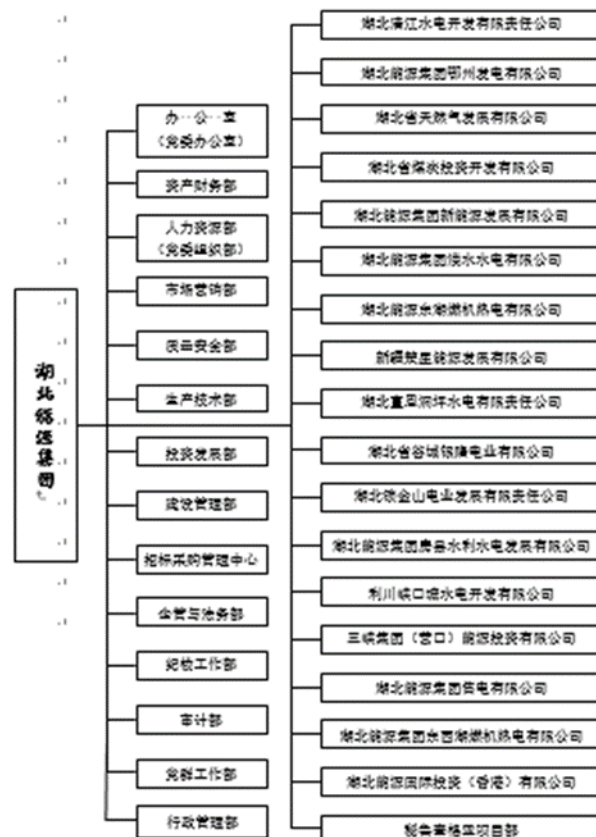 湖北能源集团
办公室
（党委办公室）
资产财务部
人力资源部
（党委组织部）
市场营销部
质量安全部
生产技术部
投资发展部
建设管理部
招标采购管理中心
企管与法务部
纪检工作部
审计部
党群工作部
行政管理部
湖北清江水电开发有限责任公司
湖北能源集团鄂州发电有限公司
湖北省天然气发展有限公司
湖北省煤炭投资开发有限公司
湖北能源集团新能源发展有限公司
湖北能源集团溇水水电有限公司
湖北能源东湖燃机热电有限公司
新疆楚星能源发展有限公司
湖北宣恩洞坪水电有限责任公司
湖北省谷城银隆电业有限公司
湖北锁金山电业发展有限责任公司
湖北能源集团房县水利水电发展有限公司
利川峡口塘水电开发有限公司
三峡集团（营口）能源投资有限公司
湖北能源集团售电有限公司
湖北能源集团东西湖燃机热电有限公司
湖北能源国际投资（香港）有限公司
秘鲁查格亚项目部